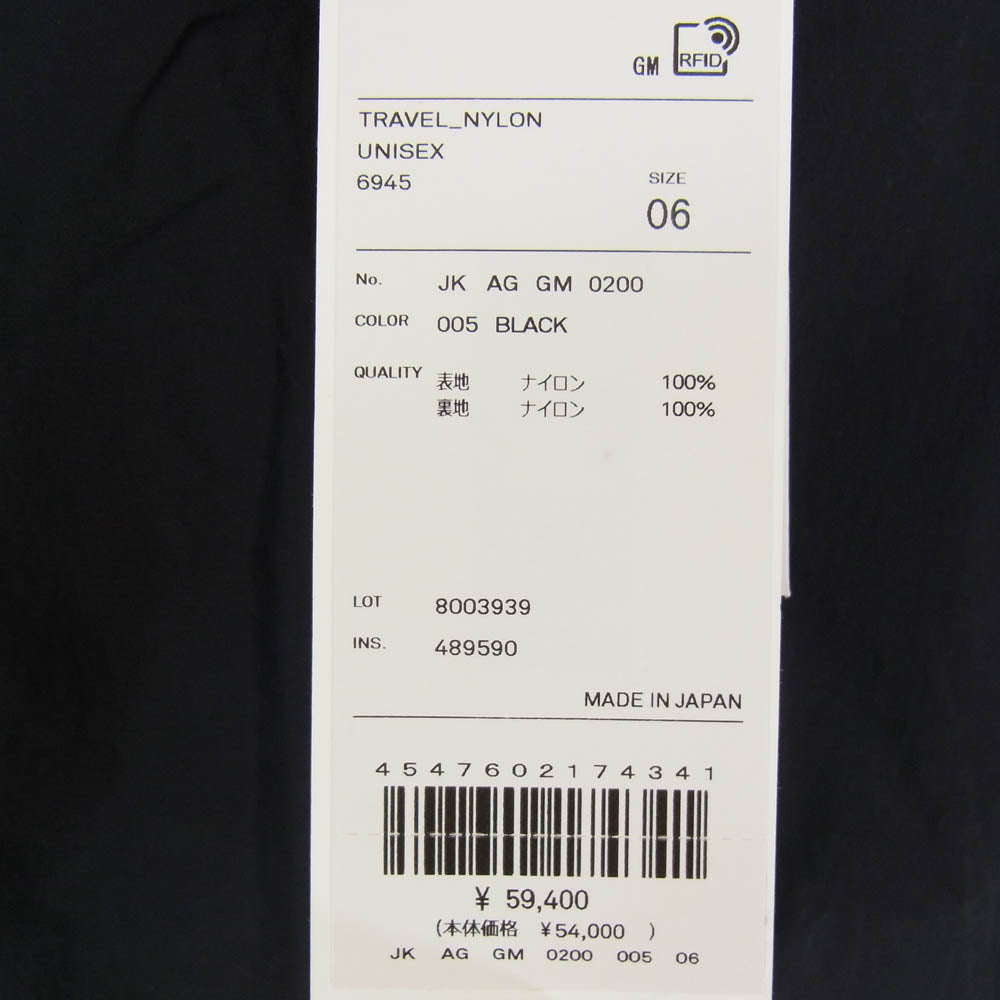 GM RFID
TRAVEL_NYLON
UNISEX
6945
SIZE
06
No. JK AG GM 0200
COLOR 005 BLACK
QUALITY 表地 ナイロン 100%
裏地 ナイロン 100%
LOT 8003939
INS. 489590
MADE IN JAPAN
4547602174341
¥ 59,400
(本体価格 ¥54,000 )
JK AG GM 0200 005 06